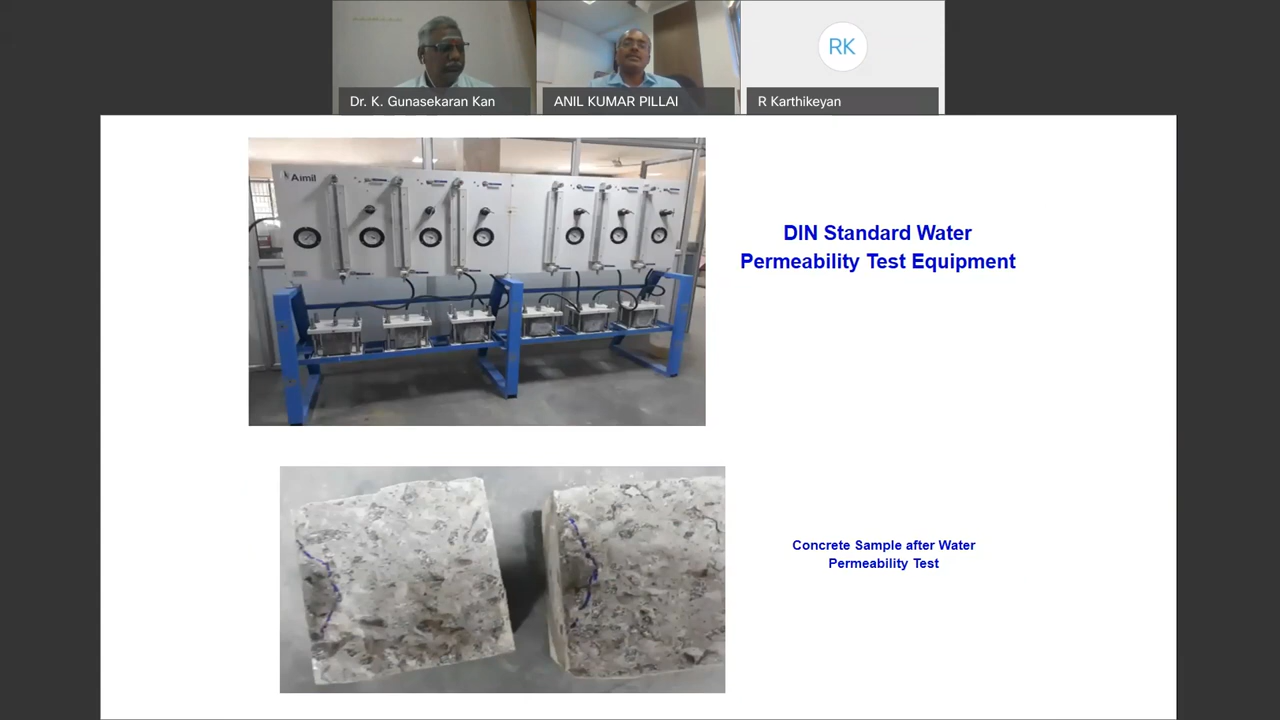 Dr. K. Gunasekaran Kan
ANIL KUMAR PILLAI
RK
R Karthikeyan
Aimil
DIN Standard Water
Permeability Test Equipment
Concrete Sample after Water
Permeability Test